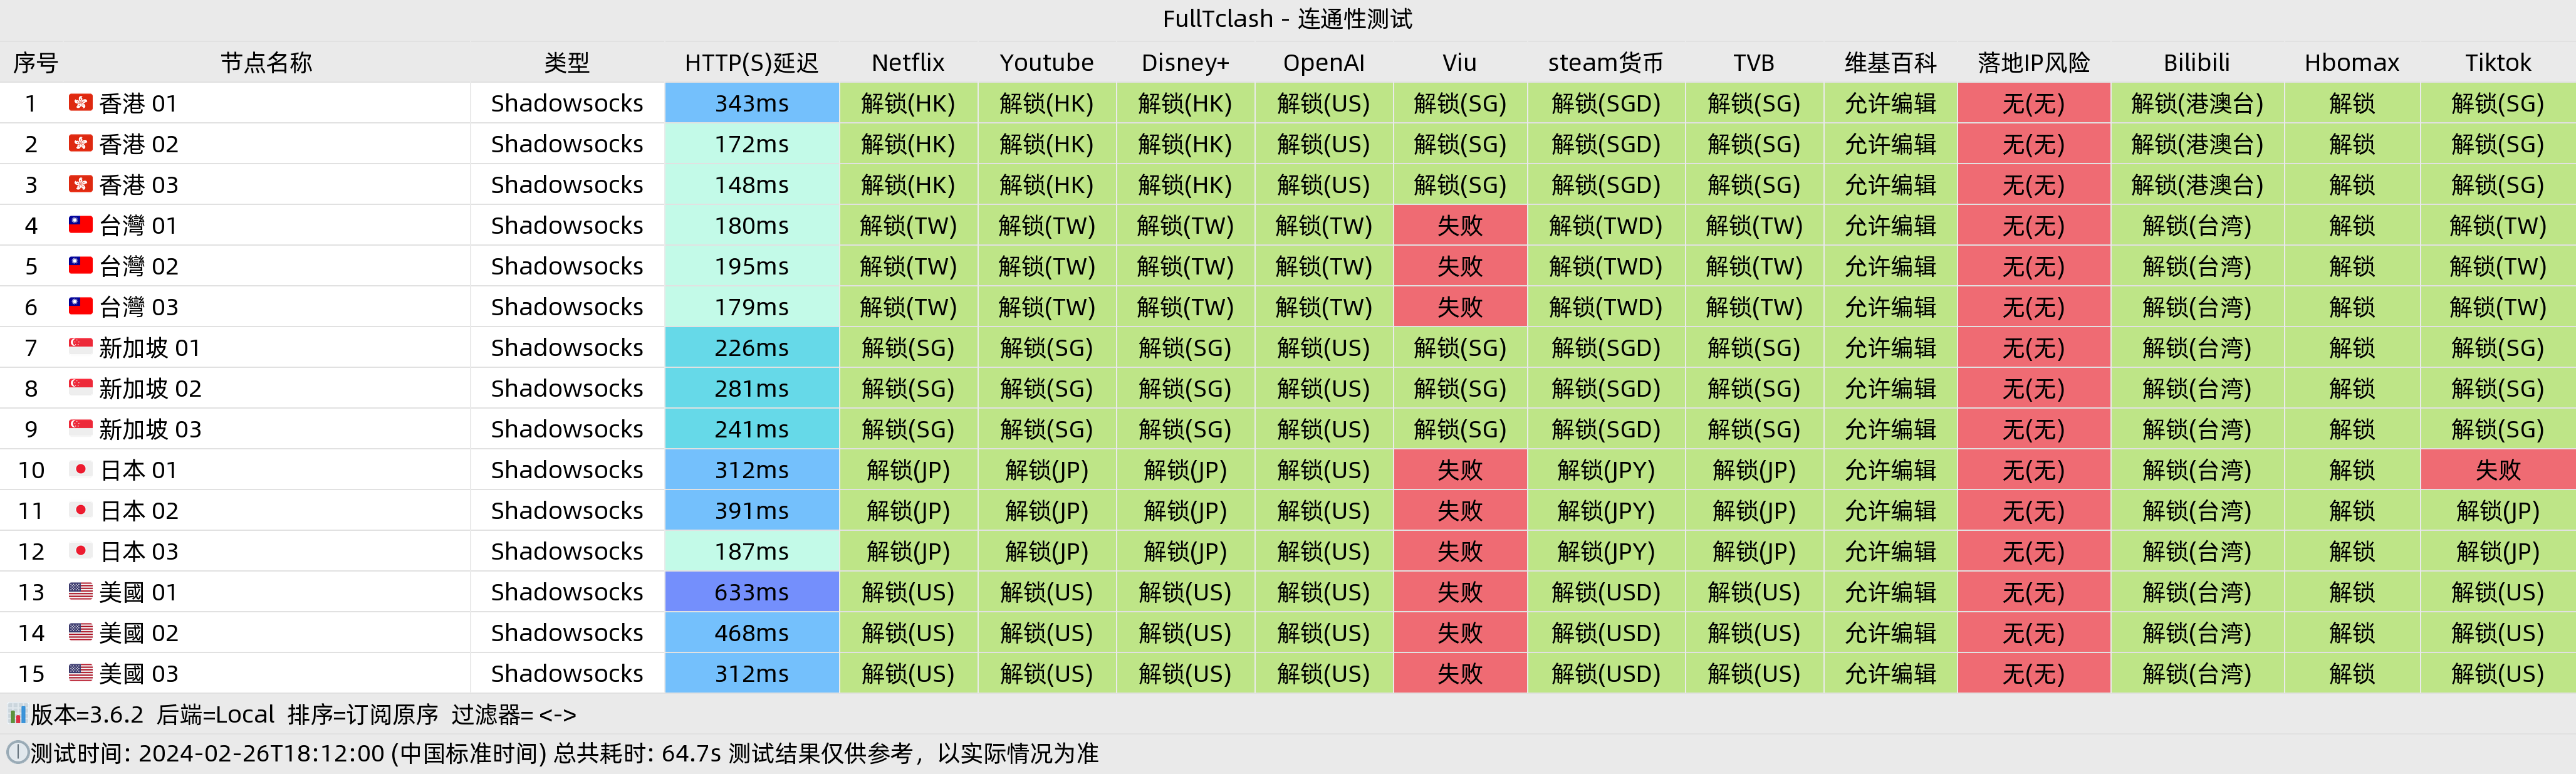 FullTclash - 连通性测试
序号 节点名称 类型 HTTP(S)延迟 Netflix Youtube Disney+ OpenAI Viu steam货币 TVB 维基百科 落地IP风险 Bilibili Hbomax Tiktok
1 香港 01 Shadowsocks 343ms 解锁(HK) 解锁(HK) 解锁(HK) 解锁(US) 解锁(SG) 解锁(SGD) 解锁(SG) 允许编辑 无(无) 解锁(港澳台) 解锁 解锁(SG)
2 香港 02 Shadowsocks 172ms 解锁(HK) 解锁(HK) 解锁(HK) 解锁(US) 解锁(SG) 解锁(SGD) 解锁(SG) 允许编辑 无(无) 解锁(港澳台) 解锁 解锁(SG)
3 香港 03 Shadowsocks 148ms 解锁(HK) 解锁(HK) 解锁(HK) 解锁(US) 解锁(SG) 解锁(SGD) 解锁(SG) 允许编辑 无(无) 解锁(港澳台) 解锁 解锁(SG)
4 台灣 01 Shadowsocks 180ms 解锁(TW) 解锁(TW) 解锁(TW) 解锁(TW) 失败 解锁(TWD) 解锁(TW) 允许编辑 无(无) 解锁(台湾) 解锁 解锁(TW)
5 台灣 02 Shadowsocks 195ms 解锁(TW) 解锁(TW) 解锁(TW) 解锁(TW) 失败 解锁(TWD) 解锁(TW) 允许编辑 无(无) 解锁(台湾) 解锁 解锁(TW)
6 台灣 03 Shadowsocks 179ms 解锁(TW) 解锁(TW) 解锁(TW) 解锁(TW) 失败 解锁(TWD) 解锁(TW) 允许编辑 无(无) 解锁(台湾) 解锁 解锁(TW)
7 新加坡 01 Shadowsocks 226ms 解锁(SG) 解锁(SG) 解锁(SG) 解锁(US) 解锁(SG) 解锁(SGD) 解锁(SG) 允许编辑 无(无) 解锁(台湾) 解锁 解锁(SG)
8 新加坡 02 Shadowsocks 281ms 解锁(SG) 解锁(SG) 解锁(SG) 解锁(US) 解锁(SG) 解锁(SGD) 解锁(SG) 允许编辑 无(无) 解锁(台湾) 解锁 解锁(SG)
9 新加坡 03 Shadowsocks 241ms 解锁(SG) 解锁(SG) 解锁(SG) 解锁(US) 解锁(SG) 解锁(SGD) 解锁(SG) 允许编辑 无(无) 解锁(台湾) 解锁 解锁(SG)
10 日本 01 Shadowsocks 312ms 解锁(JP) 解锁(JP) 解锁(JP) 解锁(US) 失败 解锁(JPY) 解锁(JP) 允许编辑 无(无) 解锁(台湾) 解锁 失败
11 日本 02 Shadowsocks 391ms 解锁(JP) 解锁(JP) 解锁(JP) 解锁(US) 失败 解锁(JPY) 解锁(JP) 允许编辑 无(无) 解锁(台湾) 解锁 解锁(JP)
12 日本 03 Shadowsocks 187ms 解锁(JP) 解锁(JP) 解锁(JP) 解锁(US) 失败 解锁(JPY) 解锁(JP) 允许编辑 无(无) 解锁(台湾) 解锁 解锁(JP)
13 美國 01 Shadowsocks 633ms 解锁(US) 解锁(US) 解锁(US) 解锁(US) 失败 解锁(USD) 解锁(US) 允许编辑 无(无) 解锁(台湾) 解锁 解锁(US)
14 美國 02 Shadowsocks 468ms 解锁(US) 解锁(US) 解锁(US) 解锁(US) 失败 解锁(USD) 解锁(US) 允许编辑 无(无) 解锁(台湾) 解锁 解锁(US)
15 美國 03 Shadowsocks 312ms 解锁(US) 解锁(US) 解锁(US) 解锁(US) 失败 解锁(USD) 解锁(US) 允许编辑 无(无) 解锁(台湾) 解锁 解锁(US)
版本=3.6.2 后端=Local 排序=订阅原序 过滤器= <->
测试时间: 2024-02-26T18:12:00 (中国标准时间) 总共耗时: 64.7s 测试结果仅供参考，以实际情况为准